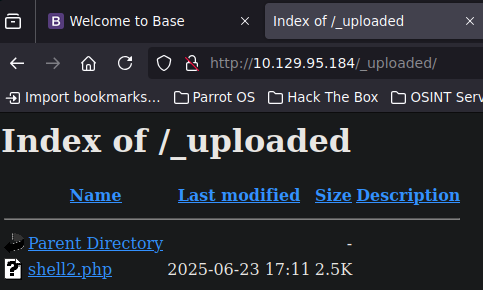 B Welcome to Base
Index of /_uploaded
http://10.129.95.184/_uploaded/
Import bookmarks... Parrot OS Hack The Box OSINT Serv
Index of /_uploaded
Name Last modified Size Description
Parent Directory -
shell2.php 2025-06-23 17:11 2.5K